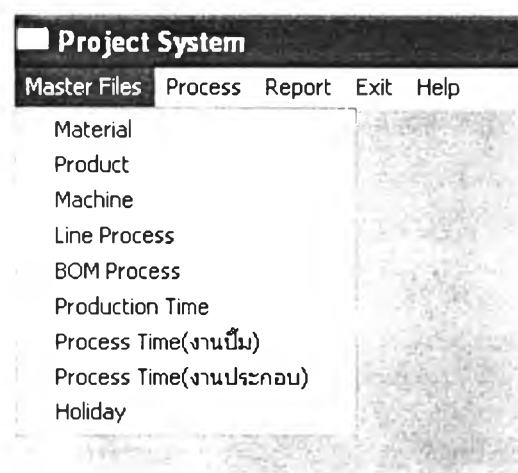 Project System
Master Files Process Report Exit Help
Material
Product
Machine
Line Process
BOM Process
Production Time
Process Time(งานปั๊ม)
Process Time(งานประกอบ)
Holiday